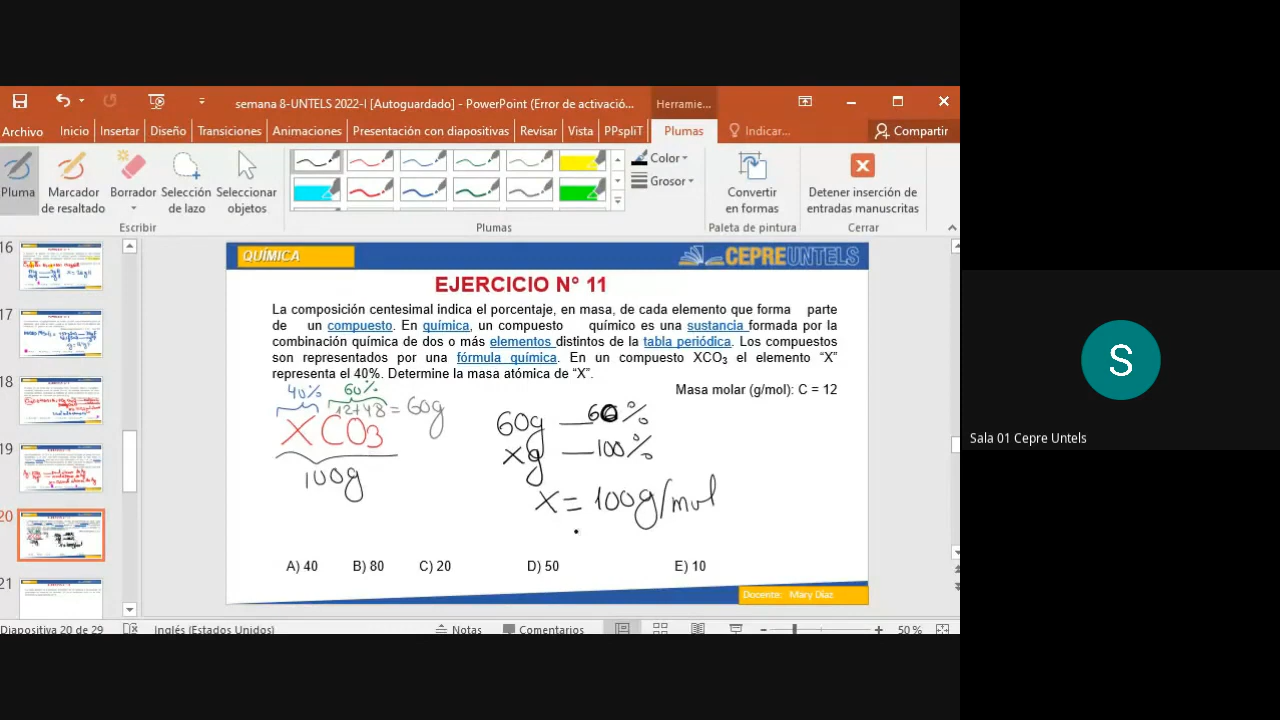 semana 8-UNTELS 2022-I [Autoguardado] - PowerPoint (Error de activació...
Herramie...
Archivo Inicio Insertar Diseño Transiciones Animaciones Presentación con diapositivas Revisar Vista PPspliT Plumas Indicar... Compartir
Pluma
Marcador de resaltado
Borrador
Selección de lazo
Seleccionar objetos
Color
Grosor
Convertir en formas
Detener inserción de entradas manuscritas
Escribir
Plumas
Paleta de pintura
Cerrar
16
17
18
19
20
21
QUÍMICA
CEPREUNTELS
EJERCICIO N° 11
La composición centesimal indica el porcentaje, en masa, de cada elemento que forma parte
de un compuesto. En química, un compuesto químico es una sustancia formada por la
combinación química de dos o más elementos distintos de la tabla periódica. Los compuestos
son representados por una fórmula química. En un compuesto XCO3 el elemento "X"
representa el 40%. Determine la masa atómica de "X".
Masa molar (g/mol): C = 12
40% 60%
12+48 = 60g
XCO3
100g
60g — 60%
xg — 100%
x = 100g/mol
A) 40 B) 80 C) 20 D) 50 E) 10
Docente: Mary Díaz
S
Sala 01 Cepre Untels
Diapositiva 20 de 29 Inglés (Estados Unidos) Notas Comentarios 50 %